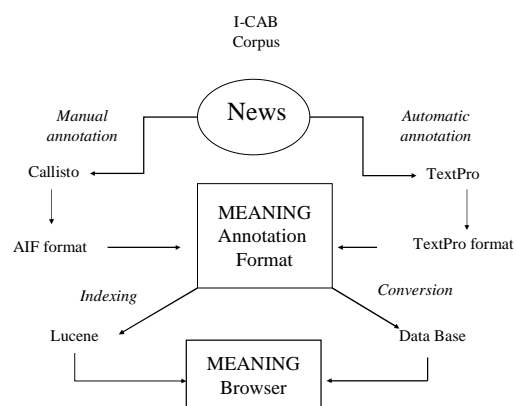 I-CAB
Corpus
Manual
annotation
News
Automatic
annotation
Callisto
TextPro
MEANING
Annotation
Format
AIF format
TextPro format
Indexing
Conversion
Lucene
Data Base
MEANING
Browser